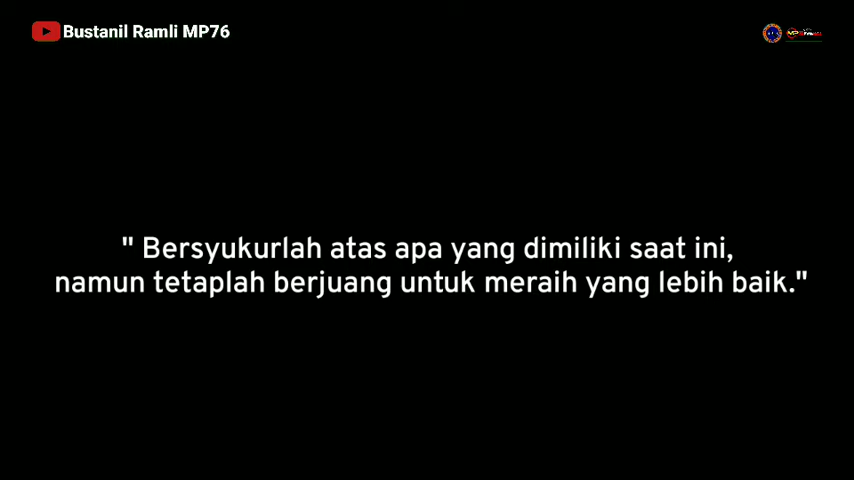 Bustanil Ramli MP76
" Bersyukurlah atas apa yang dimiliki saat ini,
namun tetaplah berjuang untuk meraih yang lebih baik."